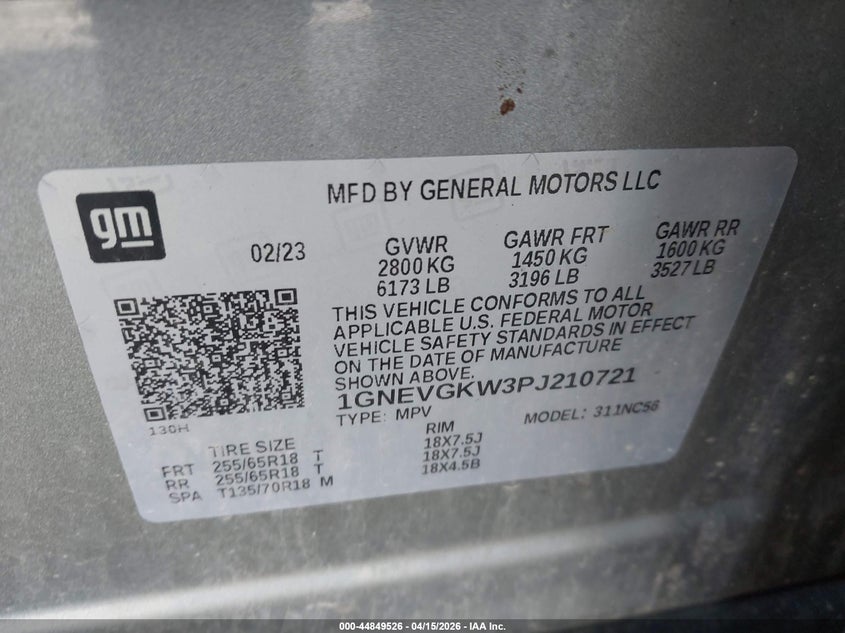 gm
MFD BY GENERAL MOTORS LLC
02/23
GVWR
2800 KG
6173 LB
GAWR FRT
1450 KG
3196 LB
GAWR RR
1600 KG
3527 LB
THIS VEHICLE CONFORMS TO ALL
APPLICABLE U.S. FEDERAL MOTOR
VEHICLE SAFETY STANDARDS IN EFFECT
ON THE DATE OF MANUFACTURE
SHOWN ABOVE.
1GNEVGKW3PJ210721
TYPE: MPV
MODEL: 311NC56
130H
TIRE SIZE
RIM
FRT 255/65R18 T 18X7.5J
RR 255/65R18 T 18X7.5J
SPA T135/70R18 M 18X4.5B
000-44849526 - 04/15/2026 - IAA Inc.